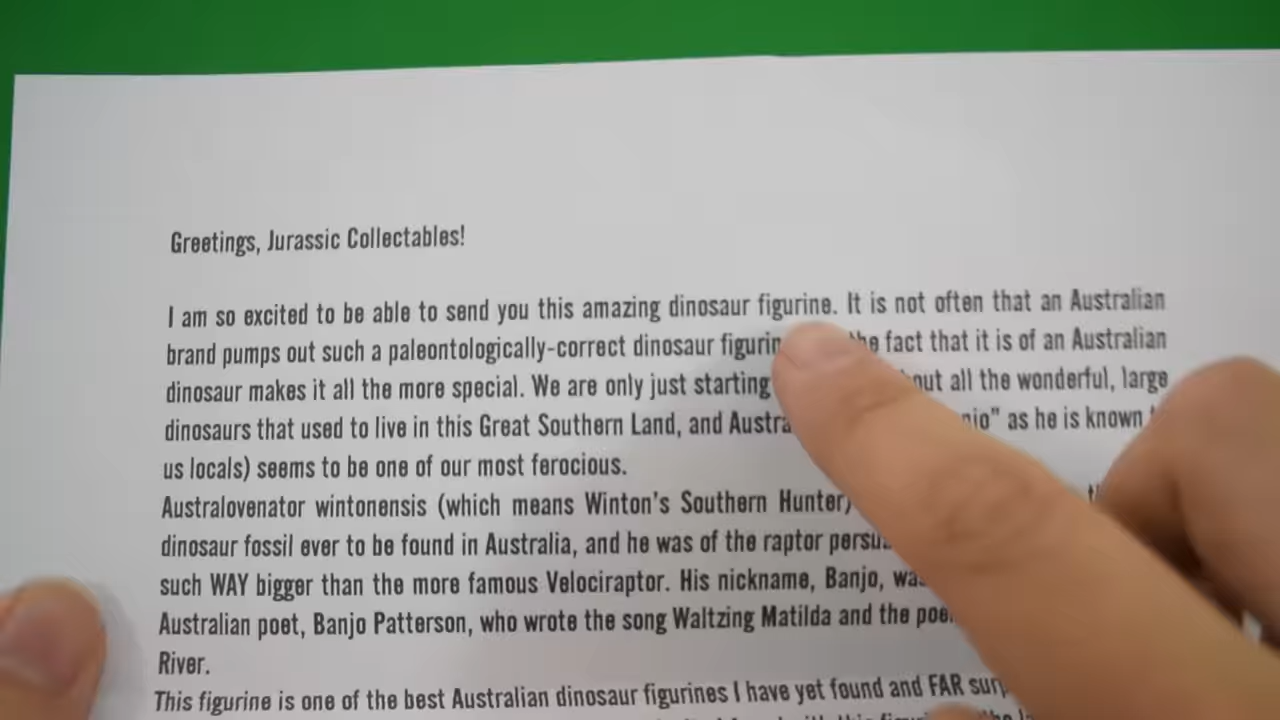 Greetings, Jurassic Collectables!
I am so excited to be able to send you this amazing dinosaur figurine. It is not often that an Australian
brand pumps out such a paleontologically-correct dinosaur the fact that it is of an Australian
dinosaur makes it all the more special. We are only just starting all the wonderful, large
dinosaurs that used to live in this Great Southern Land, and as he is known
us locals) seems to be one of our most ferocious.
Australovenator wintonensis (which means Winton's Southern Hunter)
dinosaur fossil ever to be found in Australia, and he was of the raptor
such WAY bigger than the more famous Velociraptor. His nickname, Banjo,
Australian poet, Banjo Patterson, who wrote the song Waltzing Matilda and the
River.
This figurine is one of the best Australian dinosaur figurines I have yet found and FAR